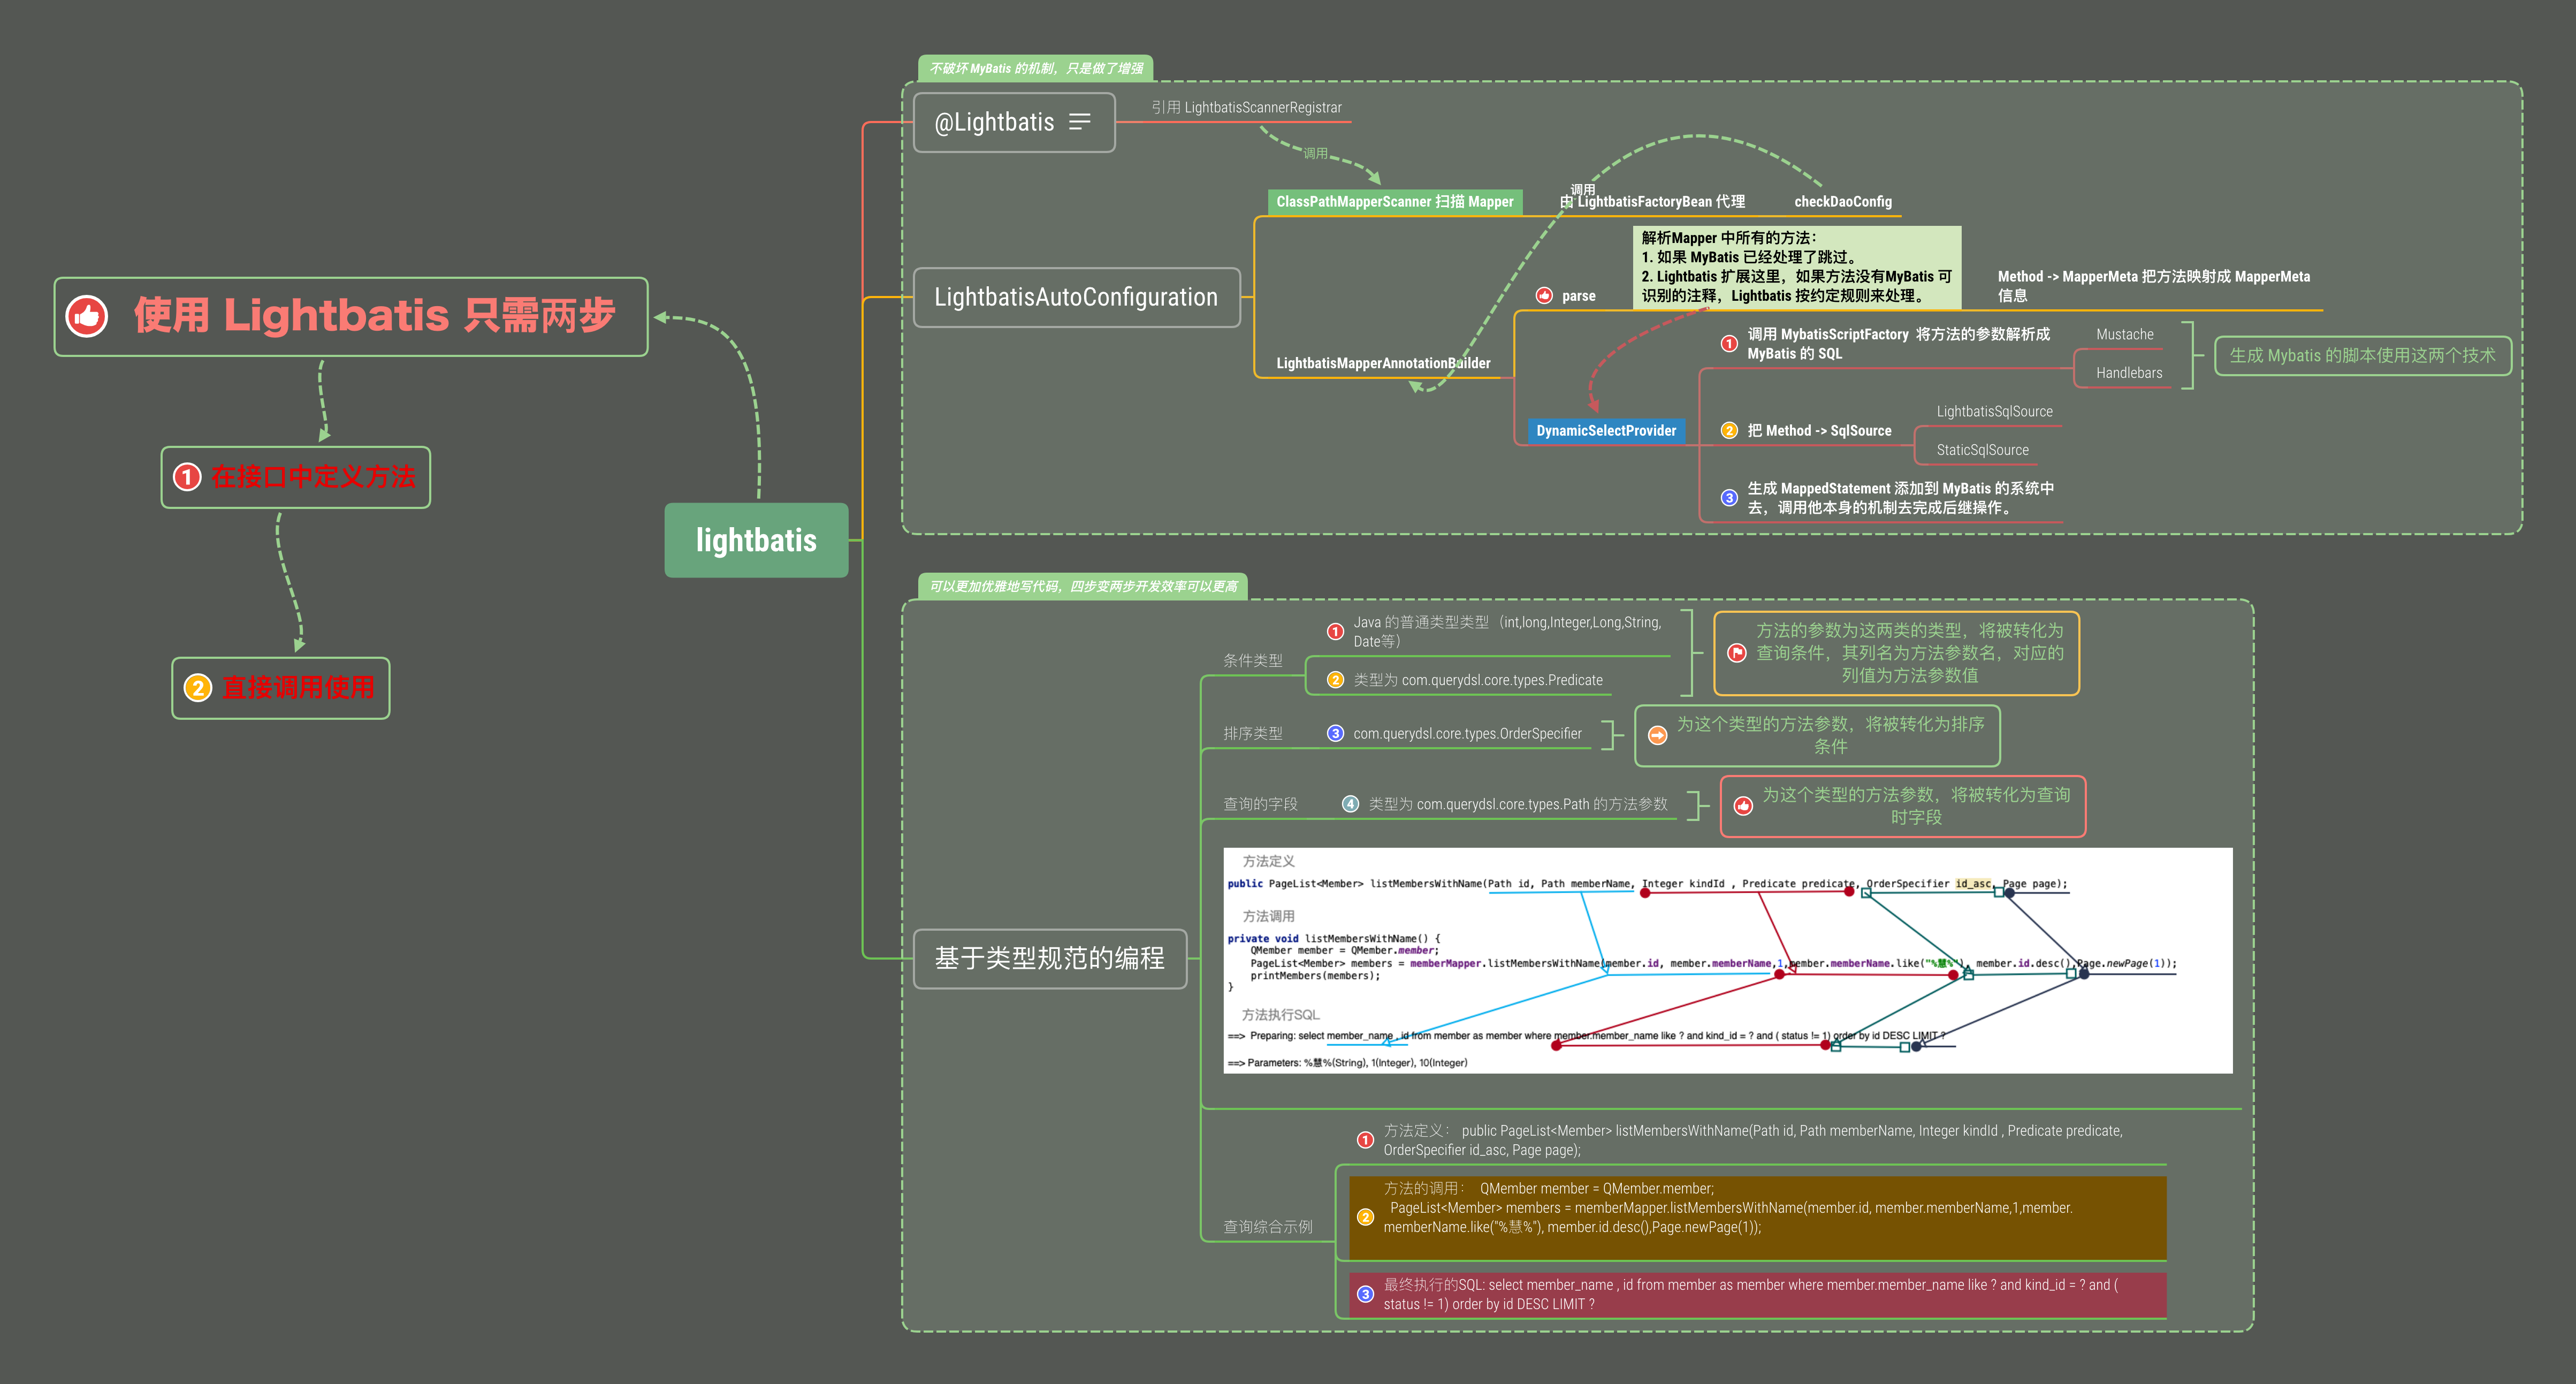 不破坏 MyBatis 的机制，只是做了增强
@Lightbatis
引用 LightbatisScannerRegistrar
调用
ClassPathMapperScanner 扫描 Mapper
调用
由 LightbatisFactoryBean 代理
checkDaoConfig
LightbatisAutoConfiguration
解析Mapper 中所有的方法：
1. 如果 MyBatis 已经处理了跳过。
2. Lightbatis 扩展这里，如果方法没有MyBatis 可
识别的注释，Lightbatis 按约定规则来处理。
parse
Method -> MapperMeta 把方法映射成 MapperMeta
信息
LightbatisMapperAnnotationBuilder
1 调用 MybatisScriptFactory 将方法的参数解析成
MyBatis 的 SQL
Mustache
Handlebars
生成 Mybatis 的脚本使用这两个技术
DynamicSelectProvider
2 把 Method -> SqlSource
LightbatisSqlSource
StaticSqlSource
3 生成 MappedStatement 添加到 MyBatis 的系统中
去，调用他本身的机制去完成后继操作。
使用 Lightbatis 只需两步
1 在接口中定义方法
2 直接调用使用
lightbatis
可以更加优雅地写代码，四步变两步开发效率可以更高
条件类型
1 Java 的普通类型类型（int,long,Integer,Long,String,
Date等）
2 类型为 com.querydsl.core.types.Predicate
方法的参数为这两类的类型，将被转化为
查询条件，其列名为方法参数名，对应的
列值为方法参数值
排序类型
3 com.querydsl.core.types.OrderSpecifier
为这个类型的方法参数，将被转化为排序
条件
查询的字段
4 类型为 com.querydsl.core.types.Path 的方法参数
为这个类型的方法参数，将被转化为查询
时字段
基于类型规范的编程
方法定义
public PageList<Member> listMembersWithName(Path id, Path memberName, Integer kindId , Predicate predicate, OrderSpecifier id_asc, Page page);
方法调用
private void listMembersWithName() {
QMember member = QMember.member;
PageList<Member> members = memberMapper.listMembersWithName(member.id, member.memberName,1,member.memberName.like("%慧%"), member.id.desc(),Page.newPage(1));
printMembers(members);
}
方法执行SQL
==> Preparing: select member_name , id from member as member where member.member_name like ? and kind_id = ? and ( status != 1) order by id DESC LIMIT ?
==> Parameters: %慧%(String), 1(Integer), 10(Integer)
查询综合示例
1 方法定义： public PageList<Member> listMembersWithName(Path id, Path memberName, Integer kindId , Predicate predicate,
OrderSpecifier id_asc, Page page);
2 方法的调用： QMember member = QMember.member;
PageList<Member> members = memberMapper.listMembersWithName(member.id, member.memberName,1,member.
memberName.like("%慧%"), member.id.desc(),Page.newPage(1));
3 最终执行的SQL: select member_name , id from member as member where member.member_name like ? and kind_id = ? and (
status != 1) order by id DESC LIMIT ?